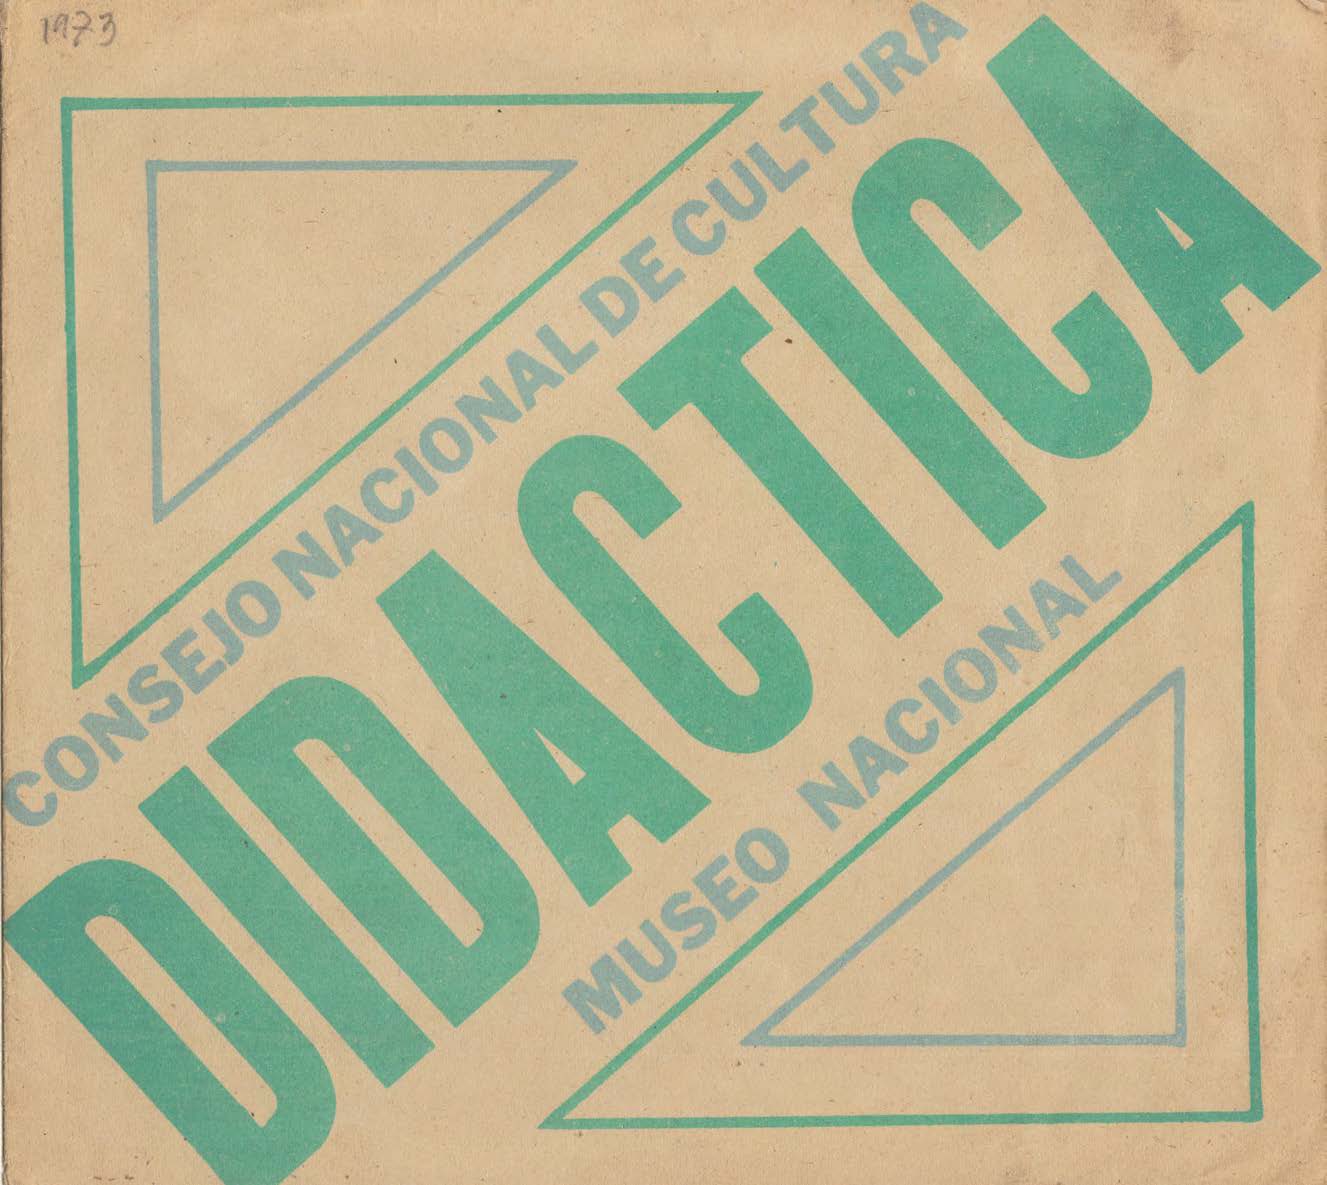 1973
CONSEJO NACIONAL DE CULTURA
DIDACTICA
MUSEO NACIONAL